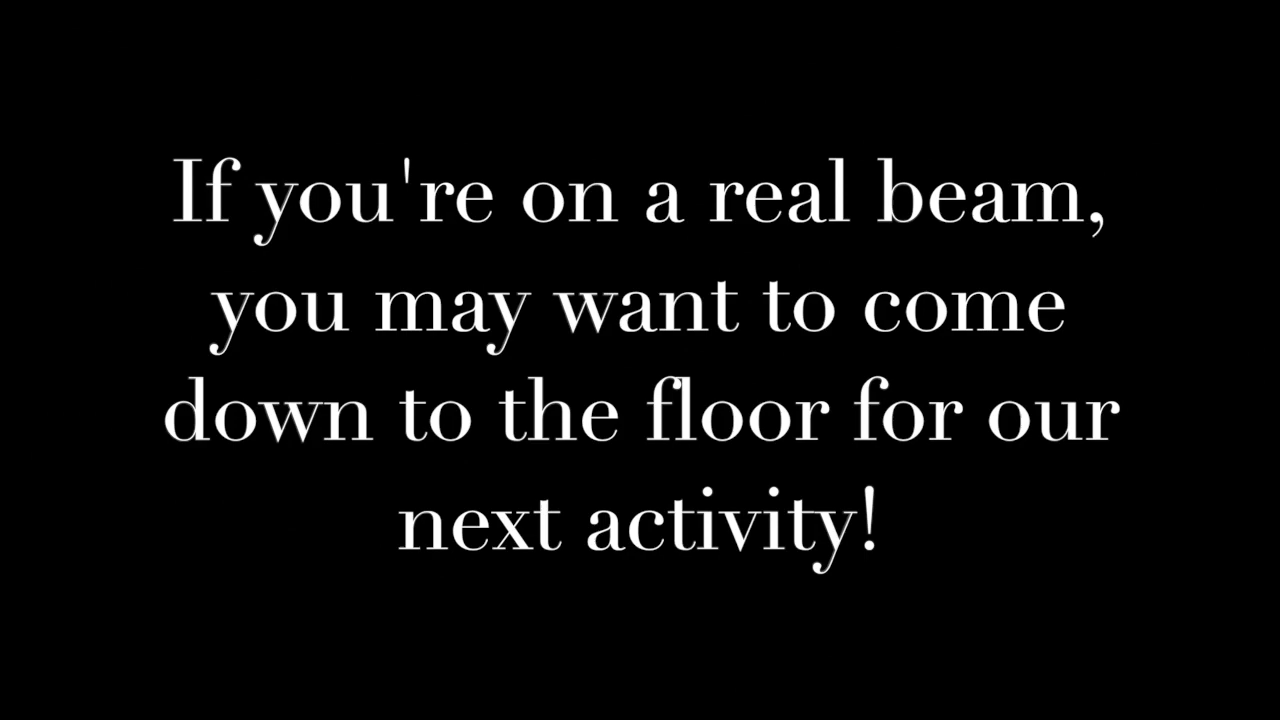 If you're on a real beam,
you may want to come
down to the floor for our
next activity!